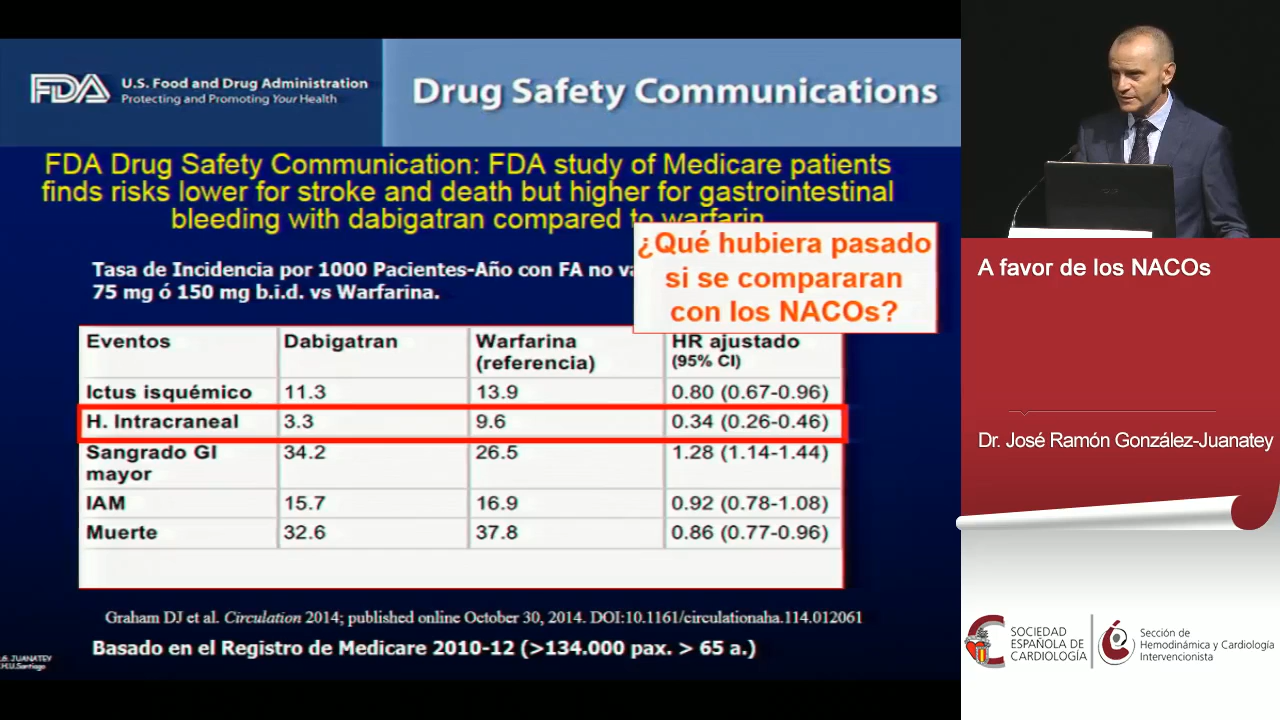 FDA
U.S. Food and Drug Administration
Protecting and Promoting Your Health
Drug Safety Communications
FDA Drug Safety Communication: FDA study of Medicare patients
finds risks lower for stroke and death but higher for gastrointestinal
bleeding with dabigatran compared to warfarin
¿Qué hubiera pasado
si se compararan
con los NACOs?
Tasa de Incidencia por 1000 Pacientes-Año con FA no va
75 mg ó 150 mg b.i.d. vs Warfarina.
Eventos Dabigatran Warfarina (referencia) HR ajustado (95% CI)
Ictus isquémico 11.3 13.9 0.80 (0.67-0.96)
H. Intracraneal 3.3 9.6 0.34 (0.26-0.46)
Sangrado GI mayor 34.2 26.5 1.28 (1.14-1.44)
IAM 15.7 16.9 0.92 (0.78-1.08)
Muerte 32.6 37.8 0.86 (0.77-0.96)
Graham DJ et al. Circulation 2014; published online October 30, 2014. DOI:10.1161/circulationaha.114.012061
Basado en el Registro de Medicare 2010-12 (>134.000 pax. > 65 a.)
JUANATEY
Santiago
A favor de los NACOs
Dr. José Ramón González-Juanatey
SOCIEDAD
ESPAÑOLA DE
CARDIOLOGÍA
Sección de
Hemodinámica y Cardiología
Intervencionista